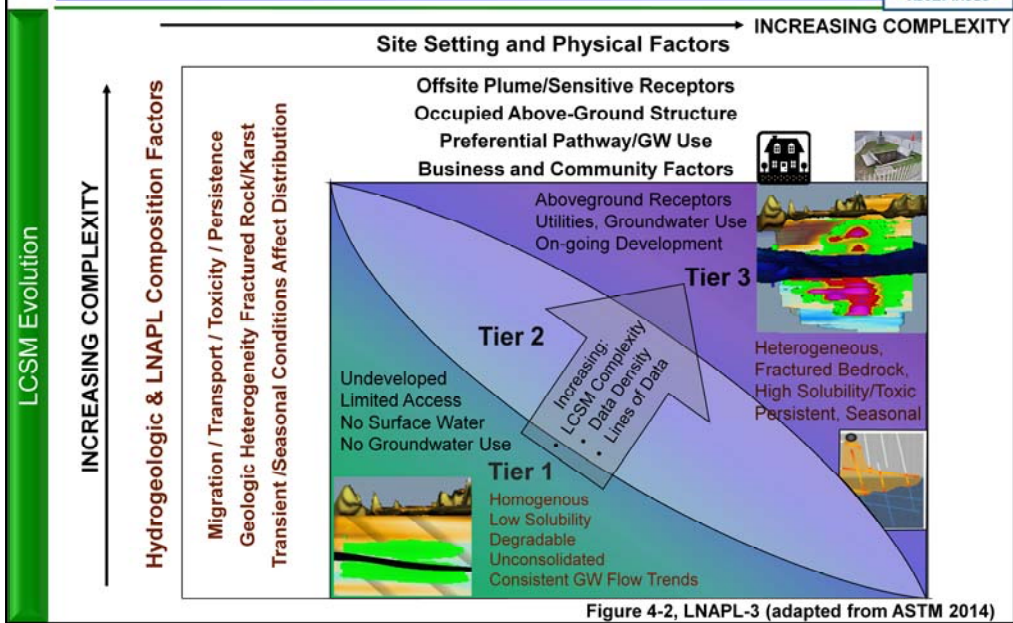 INCREASING COMPLEXITY
Site Setting and Physical Factors
LCSM Evolution
INCREASING COMPLEXITY
Hydrogeologic & LNAPL Composition Factors
Migration / Transport / Toxicity / Persistence
Geologic Heterogeneity Fractured Rock/Karst
Transient /Seasonal Conditions Affect Distribution
Offsite Plume/Sensitive Receptors
Occupied Above-Ground Structure
Preferential Pathway/GW Use
Business and Community Factors
Aboveground Receptors
Utilities, Groundwater Use
On-going Development
Tier 3
Tier 2
Increasing:
• LCSM Complexity
• Data Density
• Lines of Data
Heterogeneous,
Fractured Bedrock,
High Solubility/Toxic
Persistent, Seasonal
Undeveloped
Limited Access
No Surface Water
No Groundwater Use
Tier 1
Homogenous
Low Solubility
Degradable
Unconsolidated
Consistent GW Flow Trends
Figure 4-2, LNAPL-3 (adapted from ASTM 2014)